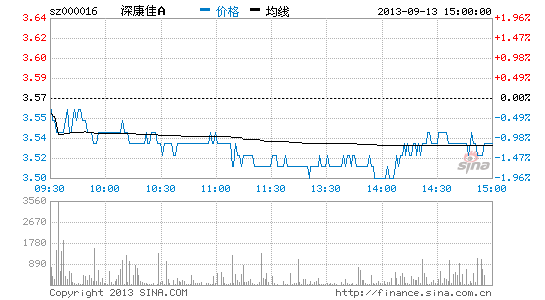 sz000016 深康佳A 价格 均线 2013-09-13 15:00:00
3.64 1.96%
3.62 1.47%
3.60 0.98%
3.59 0.49%
3.57 0.00%
3.55 0.49%
3.54 0.98%
3.52 1.47%
3.50 1.96%
09:30 10:00 10:30 11:00 11:30 13:30 14:00 14:30 15:00
sina
新浪财经
3560
2670
1780
890
Copyright 2013 SINA.COM http://finance.sina.com.cn